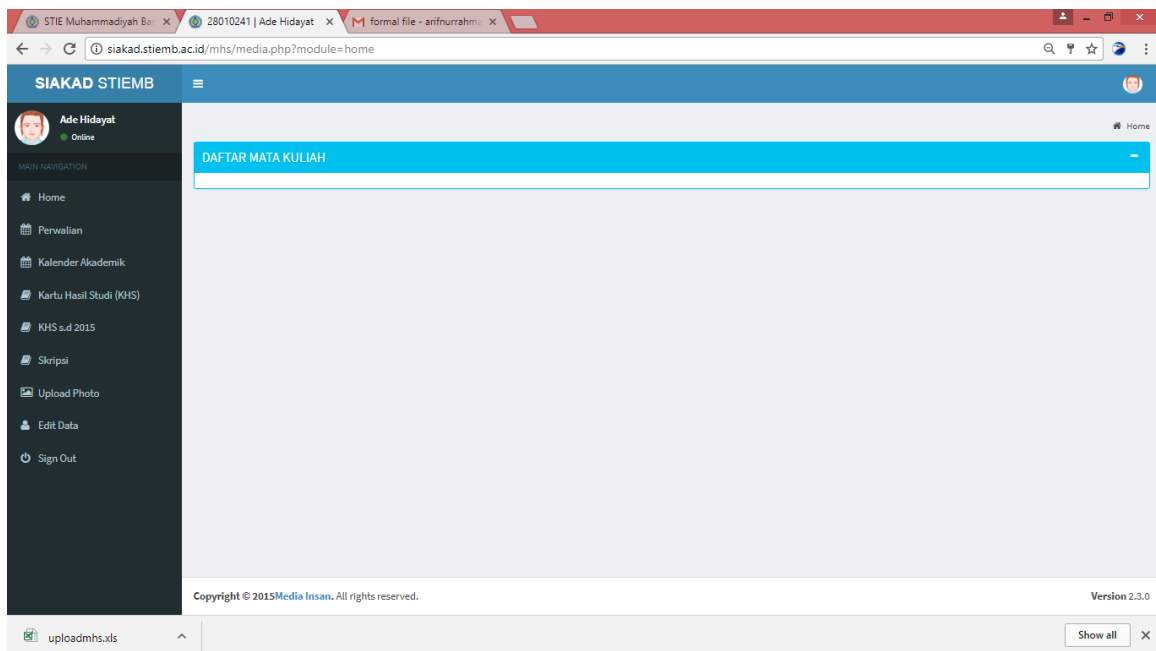 STIE Muhammadiyah Ba
28010241 | Ade Hidayat
formal file - arifnurrahma
siakad.stiemb.ac.id/mhs/media.php?module=home
SIAKAD STIEMB
Ade Hidayat
Online
Home
MAIN NAVIGATION
DAFTAR MATA KULIAH
Home
Perwalian
Kalender Akademik
Kartu Hasil Studi (KHS)
KHS s.d 2015
Skripsi
Upload Photo
Edit Data
Sign Out
Copyright © 2015Media Insan. All rights reserved.
Version 2.3.0
uploadmhs.xls
Show all